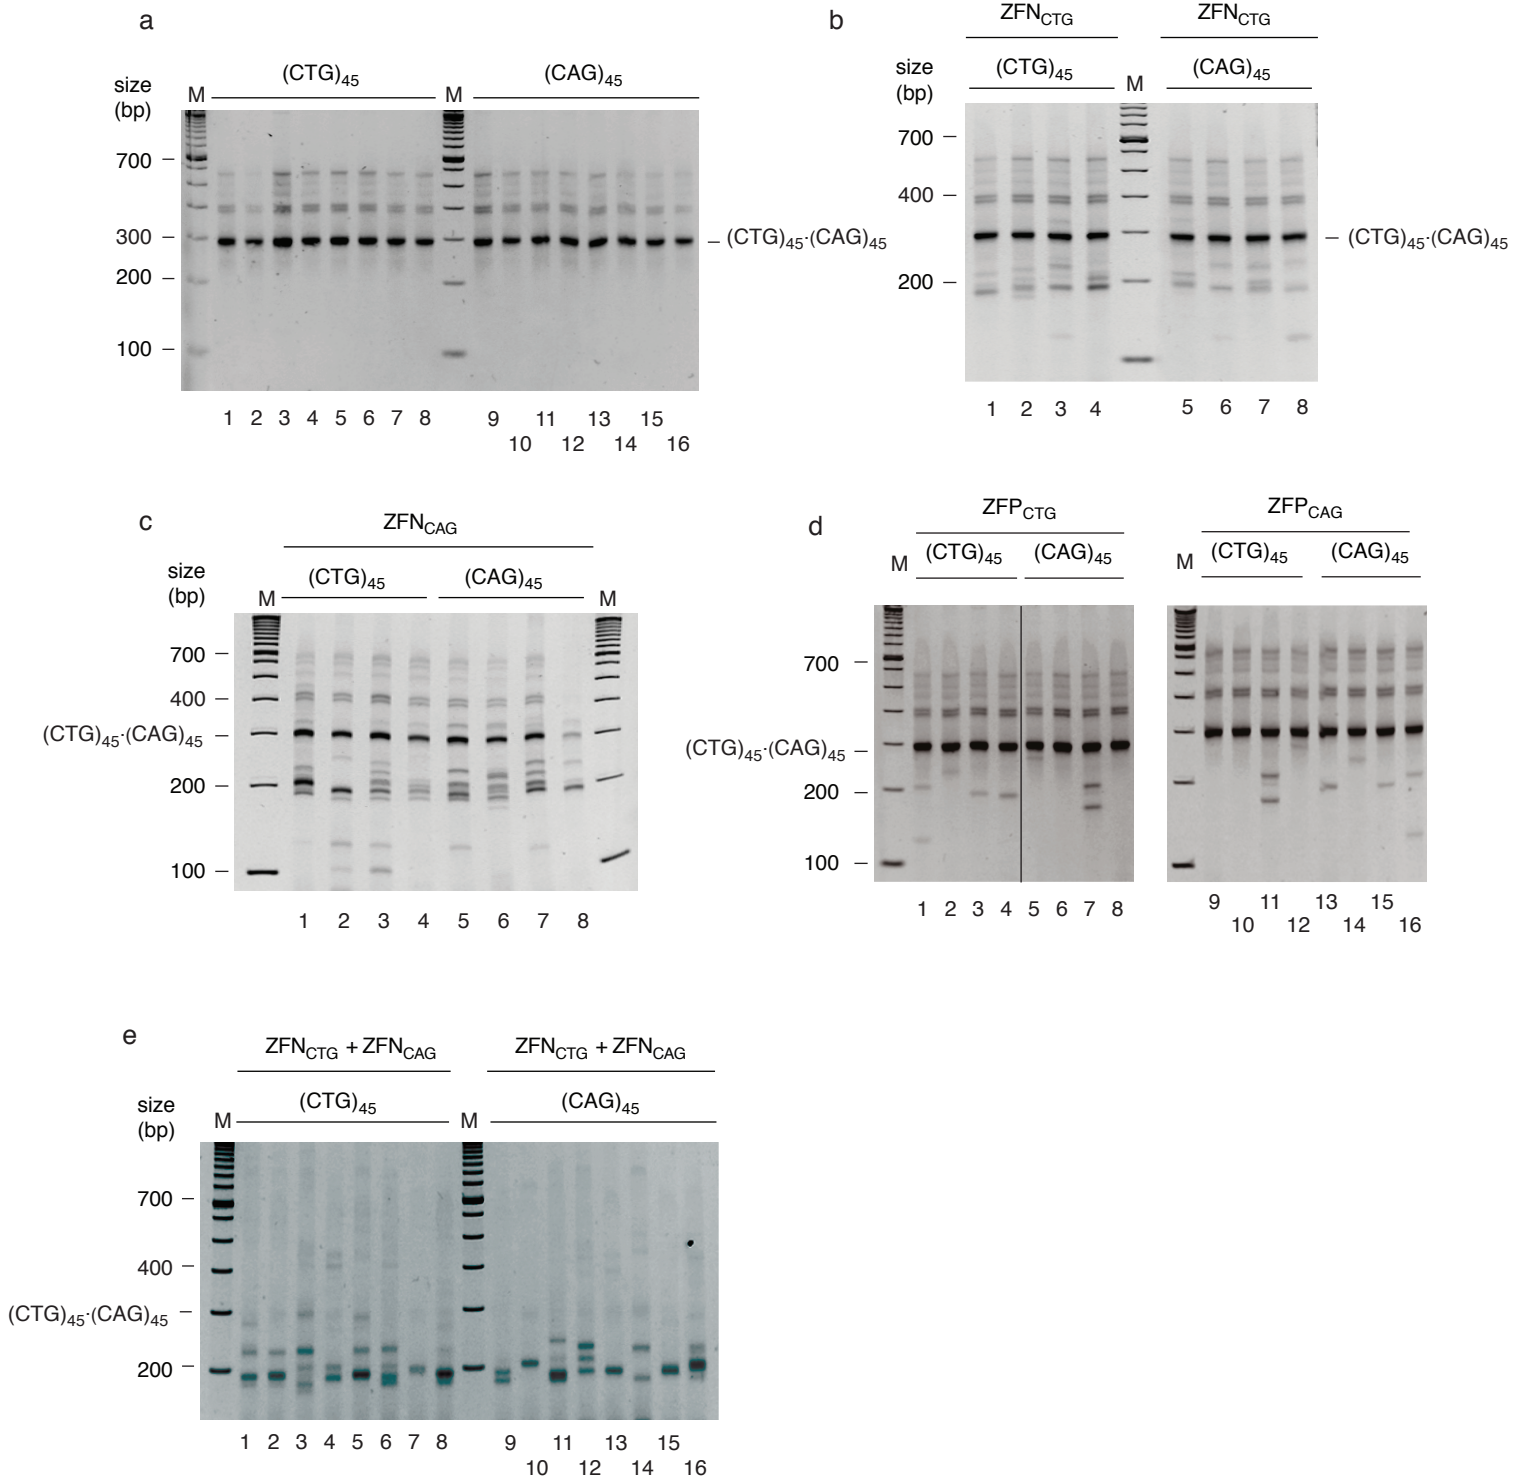 a
(CTG)45 (CAG)45
size
(bp)
M M
700
300
200
100
(CTG)45·(CAG)45
1 2 3 4 5 6 7 8 9 11 13 15
10 12 14 16
b
ZFNCTG ZFNCTG
(CTG)45 (CAG)45
size
(bp)
M
700
400
200
(CTG)45·(CAG)45
1 2 3 4 5 6 7 8
c
ZFNCAG
(CTG)45 (CAG)45
size
(bp)
M M
700
400
(CTG)45·(CAG)45
200
100
1 2 3 4 5 6 7 8
d
ZFPCTG ZFPCAG
M (CTG)45 (CAG)45 M (CTG)45 (CAG)45
700
(CTG)45·(CAG)45
200
100
1 2 3 4 5 6 7 8 9 11 13 15
10 12 14 16
e
ZFNCTG + ZFNCAG ZFNCTG + ZFNCAG
(CTG)45 (CAG)45
size
(bp)
M M
700
400
(CTG)45·(CAG)45
200
1 2 3 4 5 6 7 8 9 11 13 15
10 12 14 16